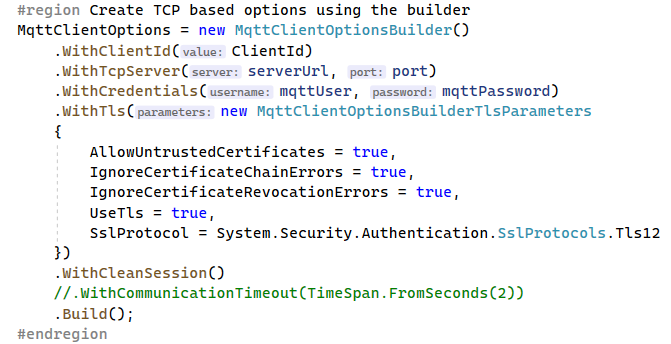 #region Create TCP based options using the builder
MqttClientOptions = new MqttClientOptionsBuilder()
.WithClientId(value: ClientId)
.WithTcpServer(server: serverUrl, port: port)
.WithCredentials(username: mqttUser, password: mqttPassword)
.WithTls(parameters: new MqttClientOptionsBuilderTlsParameters
{
AllowUntrustedCertificates = true,
IgnoreCertificateChainErrors = true,
IgnoreCertificateRevocationErrors = true,
UseTls = true,
SslProtocol = System.Security.Authentication.SslProtocols.Tls12
})
.WithCleanSession()
//.WithCommunicationTimeout(TimeSpan.FromSeconds(2))
.Build();
#endregion